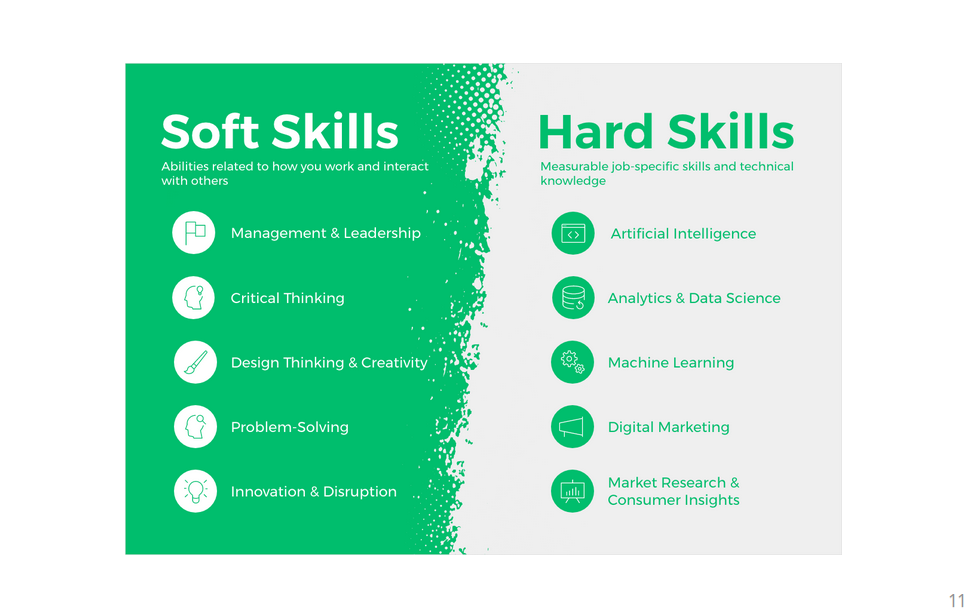 Soft Skills
Abilities related to how you work and interact
with others
Management & Leadership
Critical Thinking
Design Thinking & Creativity
Problem-Solving
Innovation & Disruption
Hard Skills
Measurable job-specific skills and technical
knowledge
Artificial Intelligence
Analytics & Data Science
Machine Learning
Digital Marketing
Market Research &
Consumer Insights
11